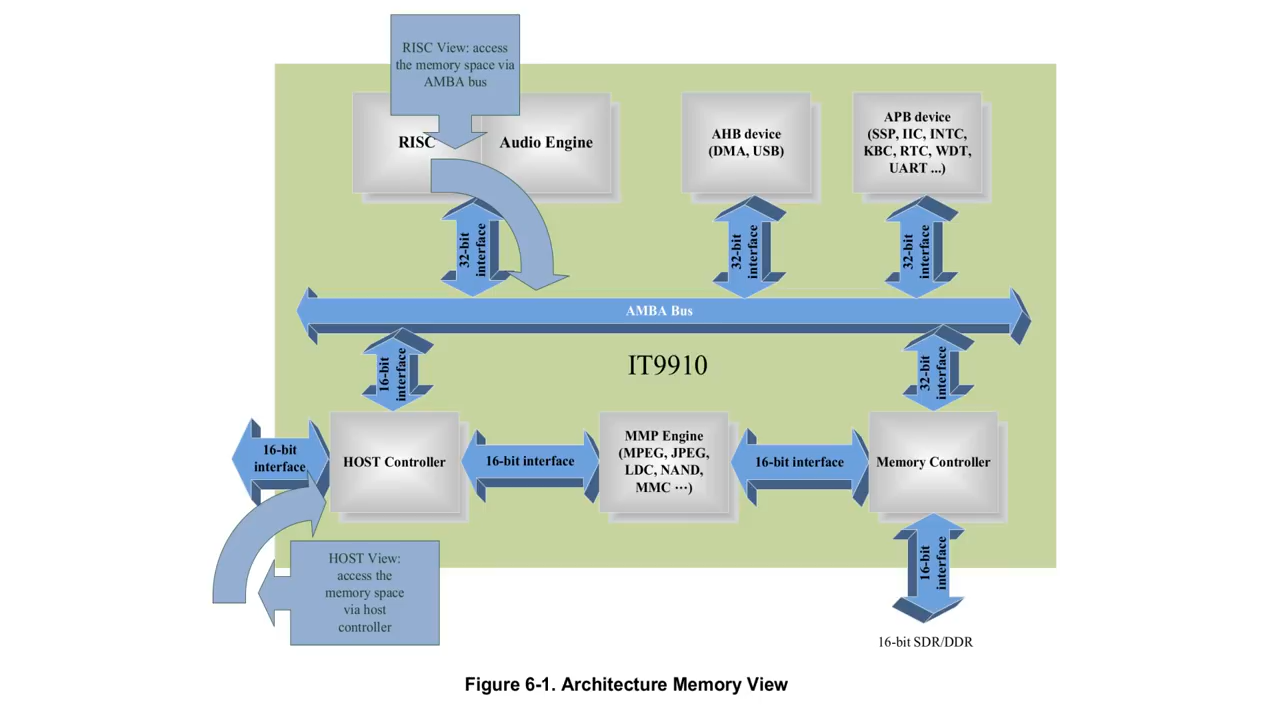 RISC View: access
the memory space via
AMBA bus
RISC
Audio Engine
AHB device
(DMA, USB)
APB device
(SSP, IIC, INTC,
KBC, RTC, WDT,
UART ...)
32-bit
interface
32-bit
interface
32-bit
interface
AMBA Bus
IT9910
16-bit
interface
32-bit
interface
16-bit
interface
HOST Controller
16-bit interface
MMP Engine
(MPEG, JPEG,
LDC, NAND,
MMC ···)
16-bit interface
Memory Controller
16-bit
interface
HOST View:
access the
memory space
via host
controller
16-bit SDR/DDR
Figure 6-1. Architecture Memory View